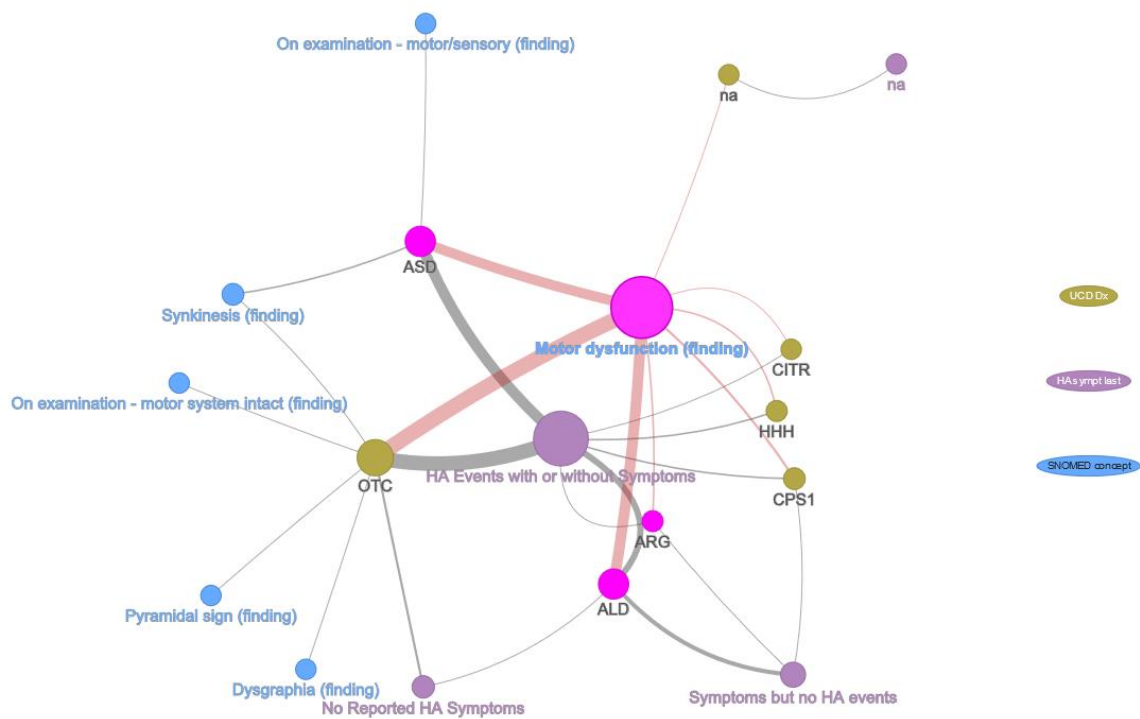 On examination - motor/sensory (finding)
na
na
ASD
Synkinesis (finding)
UCD Dx
Motor dysfunction (finding)
CITR
HA sympt last
On examination - motor system intact (finding)
HHH
SNOMED concept
HA Events with or without Symptoms
OTC
CPS1
ARG
ALD
Pyramidal sign (finding)
Dysgraphia (finding)
Symptoms but no HA events
No Reported HA Symptoms